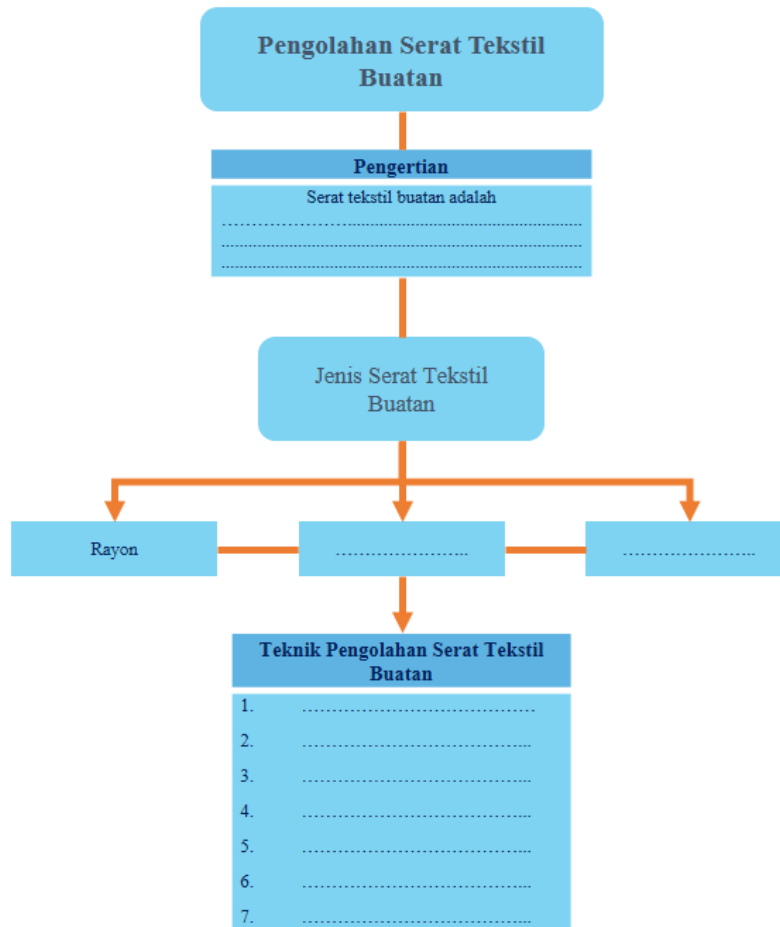 Pengolahan Serat Tekstil
Buatan
Pengertian
Serat tekstil buatan adalah
……………………........................................................
................................................................................
................................................................................
Jenis Serat Tekstil
Buatan
Rayon
…………………..
…………………..
Teknik Pengolahan Serat Tekstil
Buatan
1. …………………………………
2. ………………………………...
3. ………………………………...
4. ………………………………...
5. ………………………………...
6. ………………………………...
7. ………………………………...